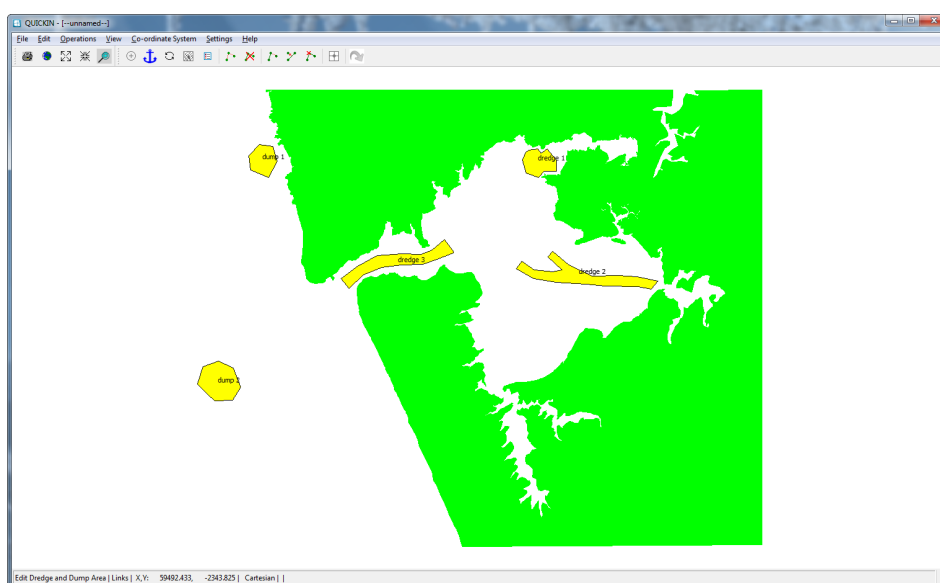 QUICKIN - [--unnamed--]
File Edit Operations View Co-ordinate System Settings Help
dump 1
dredge 1
dredge 3
dredge 2
dump 2
Edit Dredge and Dump Area | Links | X,Y: 59492.433, -2343.825 | Cartesian | |